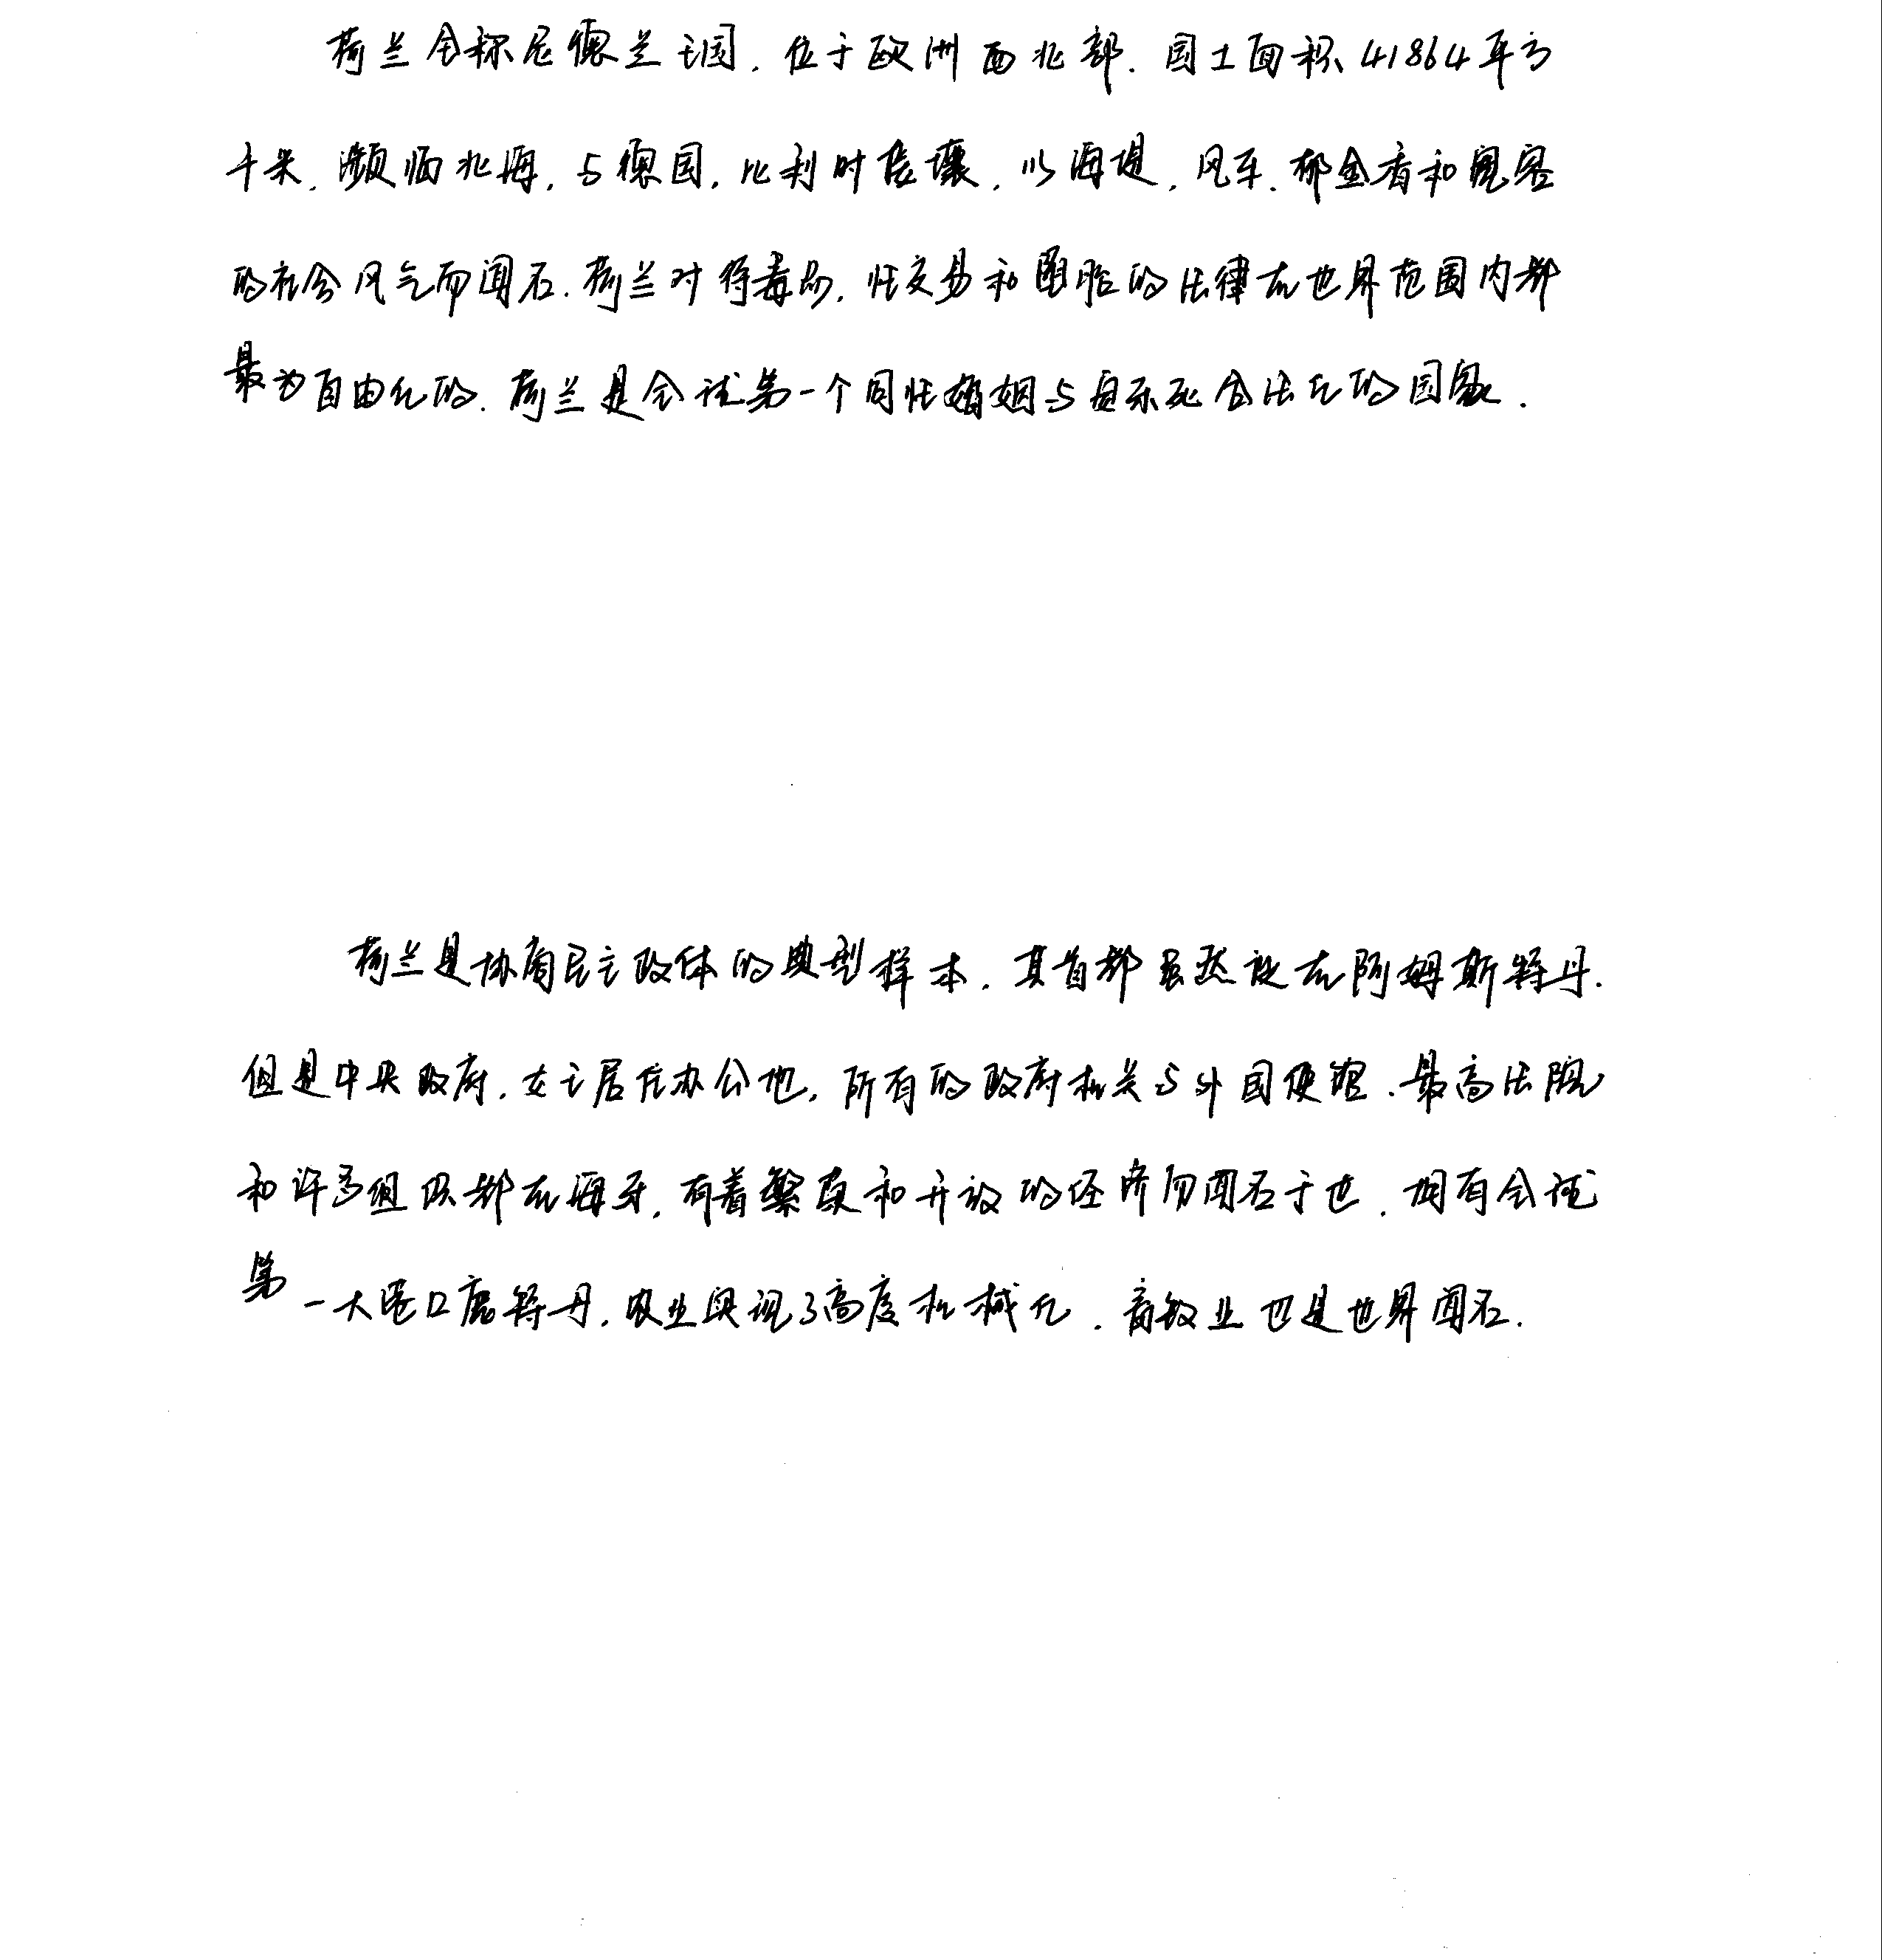 荷兰全称尼德兰王国,位于欧洲西北部.国土面积41864平方
千米,濒临北海,与德国,比利时接壤,以海堤,风车,郁金香和宽容
的社会风气而闻名.荷兰对待毒品,性交易和堕胎的法律在世界范围内都
最为自由化的.荷兰是全球第一个同性婚姻与安乐死合法化的国家.
荷兰是协商民主政体的典型样本,其首都虽然设在阿姆斯特丹.
但是中央政府,女王居住办公地,所有的政府机关与外国使馆,最高法院
和许多组织都在海牙,有着繁荣和开放的经济而闻名于世,拥有全球
第一大港口鹿特丹,农业实现了高度机械化,畜牧业也是世界闻名.